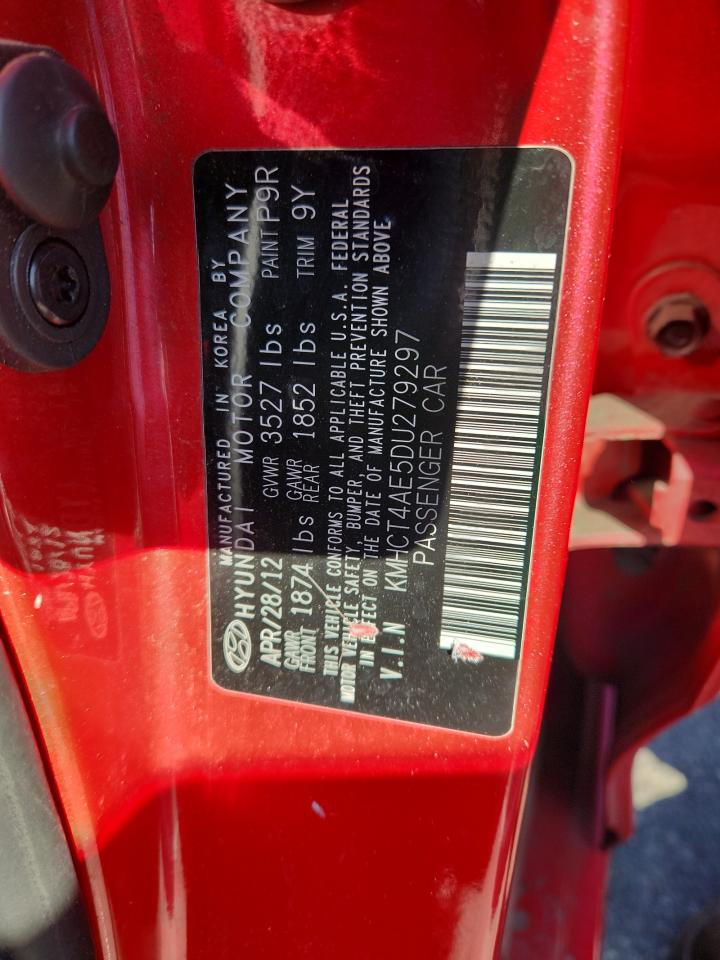 MANUFACTURED IN KOREA BY
HYUNDAI MOTOR COMPANY
APR/28/12 GVWR 3527 lbs PAINT P9R
GAWR FRONT 1874 lbs GAWR REAR 1852 lbs TRIM 9Y
THIS VEHICLE CONFORMS TO ALL APPLICABLE U.S.A. FEDERAL
MOTOR VEHICLE SAFETY, BUMPER, AND THEFT PREVENTION STANDARDS
IN EFFECT ON THE DATE OF MANUFACTURE SHOWN ABOVE
V.I.N KMHCT4AE5DU279297
PASSENGER CAR